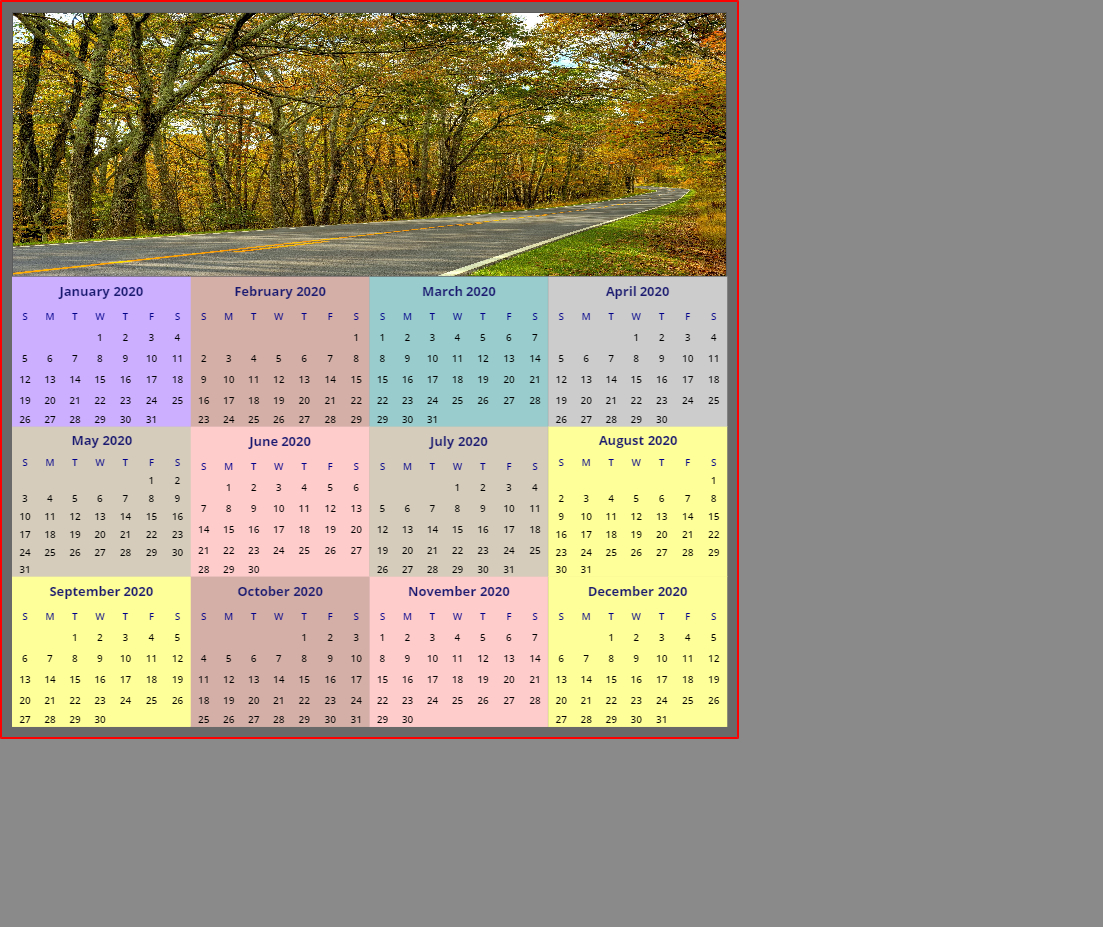 January 2020
S M T W T F S
1 2 3 4
5 6 7 8 9 10 11
12 13 14 15 16 17 18
19 20 21 22 23 24 25
26 27 28 29 30 31
February 2020
S M T W T F S
1
2 3 4 5 6 7 8
9 10 11 12 13 14 15
16 17 18 19 20 21 22
23 24 25 26 27 28 29
March 2020
S M T W T F S
1 2 3 4 5 6 7
8 9 10 11 12 13 14
15 16 17 18 19 20 21
22 23 24 25 26 27 28
29 30 31
April 2020
S M T W T F S
1 2 3 4
5 6 7 8 9 10 11
12 13 14 15 16 17 18
19 20 21 22 23 24 25
26 27 28 29 30
May 2020
S M T W T F S
1 2
3 4 5 6 7 8 9
10 11 12 13 14 15 16
17 18 19 20 21 22 23
24 25 26 27 28 29 30
31
June 2020
S M T W T F S
1 2 3 4 5 6
7 8 9 10 11 12 13
14 15 16 17 18 19 20
21 22 23 24 25 26 27
28 29 30
July 2020
S M T W T F S
1 2 3 4
5 6 7 8 9 10 11
12 13 14 15 16 17 18
19 20 21 22 23 24 25
26 27 28 29 30 31
August 2020
S M T W T F S
1
2 3 4 5 6 7 8
9 10 11 12 13 14 15
16 17 18 19 20 21 22
23 24 25 26 27 28 29
30 31
September 2020
S M T W T F S
1 2 3 4 5
6 7 8 9 10 11 12
13 14 15 16 17 18 19
20 21 22 23 24 25 26
27 28 29 30
October 2020
S M T W T F S
1 2 3
4 5 6 7 8 9 10
11 12 13 14 15 16 17
18 19 20 21 22 23 24
25 26 27 28 29 30 31
November 2020
S M T W T F S
1 2 3 4 5 6 7
8 9 10 11 12 13 14
15 16 17 18 19 20 21
22 23 24 25 26 27 28
29 30
December 2020
S M T W T F S
1 2 3 4 5
6 7 8 9 10 11 12
13 14 15 16 17 18 19
20 21 22 23 24 25 26
27 28 29 30 31